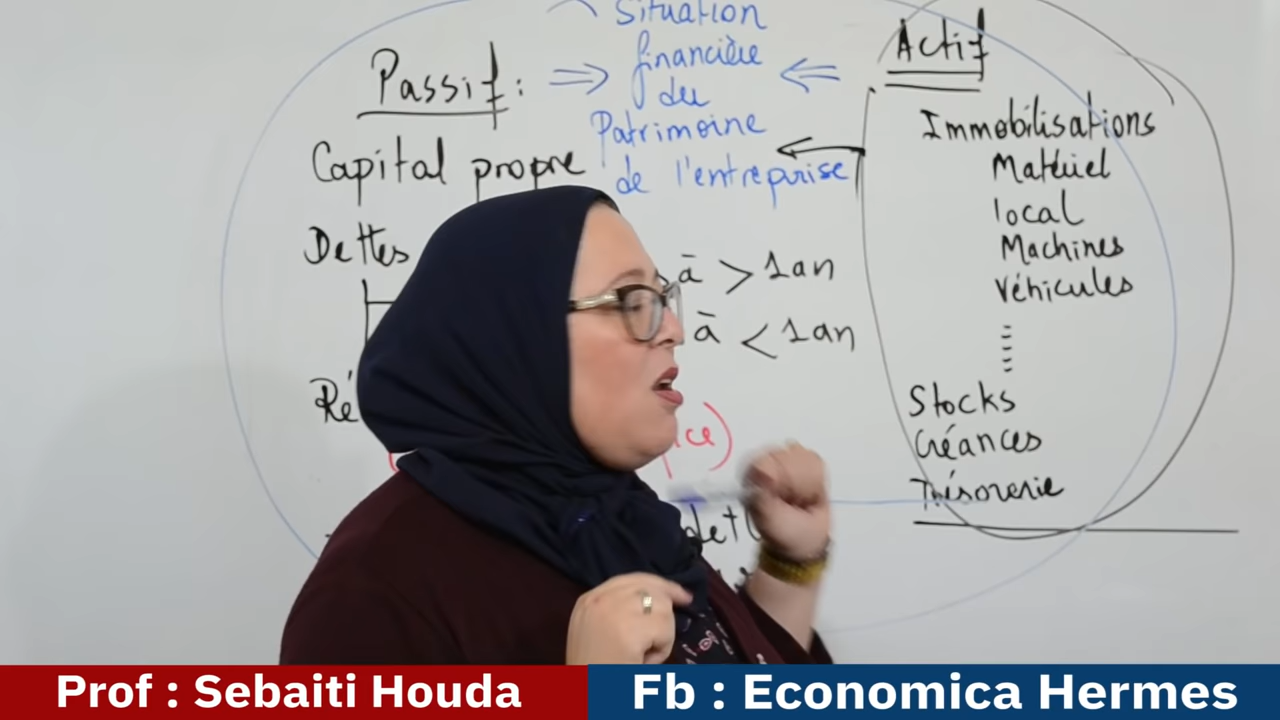 Situation
financière
du
Patrimoine
de l'entreprise
Passif :
Capital propre
Dettes
à > 1an
à < 1an
Actif
Immobilisations
Matériel
local
Machines
Véhicules
Stocks
Créances
Trésorerie
Prof : Sebaiti Houda
Fb : Economica Hermes